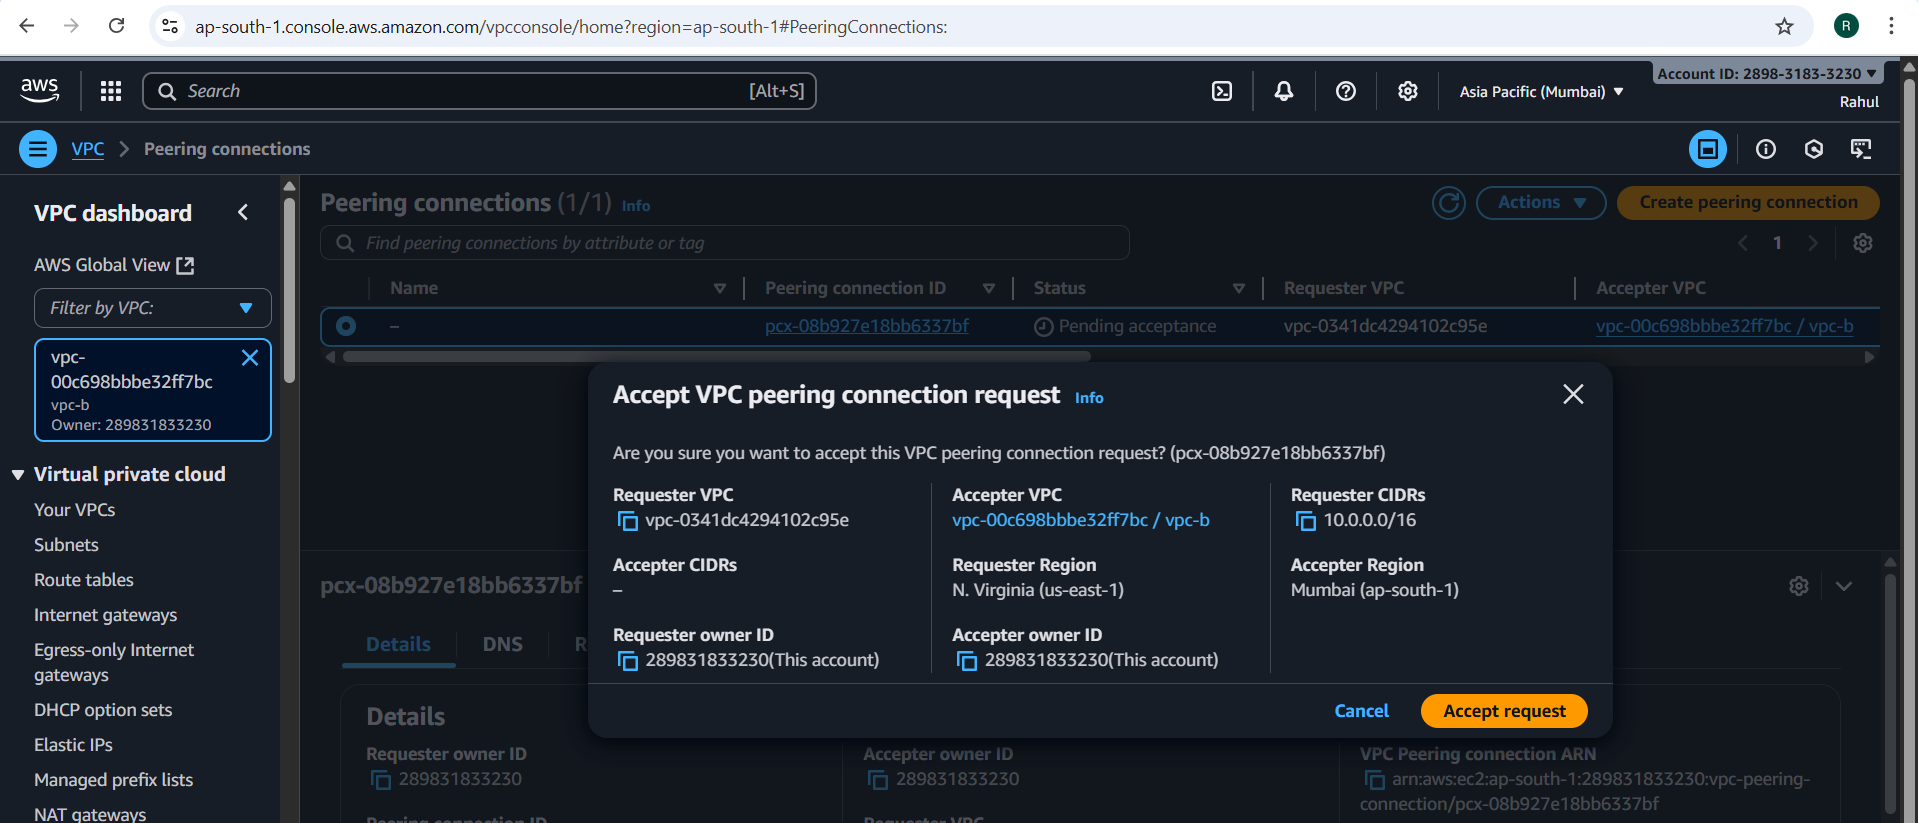 ap-south-1.console.aws.amazon.com/vpcconsole/home?region=ap-south-1#PeeringConnections:
R
aws
Search
[Alt+S]
Asia Pacific (Mumbai)
Account ID: 2898-3183-3230
Rahul
VPC
Peering connections
VPC dashboard
AWS Global View
Filter by VPC:
vpc-
00c698bbbe32ff7bc
vpc-b
Owner: 289831833230
Virtual private cloud
Your VPCs
Subnets
Route tables
Internet gateways
Egress-only Internet
gateways
DHCP option sets
Elastic IPs
Managed prefix lists
NAT gateways
Peering connections (1/1) Info
Actions
Create peering connection
Find peering connections by attribute or tag
1
Name
Peering connection ID
Status
Requester VPC
Accepter VPC
–
pcx-08b927e18bb6337bf
Pending acceptance
vpc-0341dc4294102c95e
vpc-00c698bbbe32ff7bc / vpc-b
Accept VPC peering connection request Info
Are you sure you want to accept this VPC peering connection request? (pcx-08b927e18bb6337bf)
Requester VPC
vpc-0341dc4294102c95e
Accepter VPC
vpc-00c698bbbe32ff7bc / vpc-b
Requester CIDRs
10.0.0.0/16
Accepter CIDRs
–
Requester Region
N. Virginia (us-east-1)
Accepter Region
Mumbai (ap-south-1)
Requester owner ID
289831833230(This account)
Accepter owner ID
289831833230(This account)
Cancel
Accept request
pcx-08b927e18bb6337bf
Details
DNS
R
Details
Requester owner ID
289831833230
Accepter owner ID
289831833230
VPC Peering connection ARN
arn:aws:ec2:ap-south-1:289831833230:vpc-peering-
connection/pcx-08b927e18bb6337bf
Peering connection ID
Requester VPC